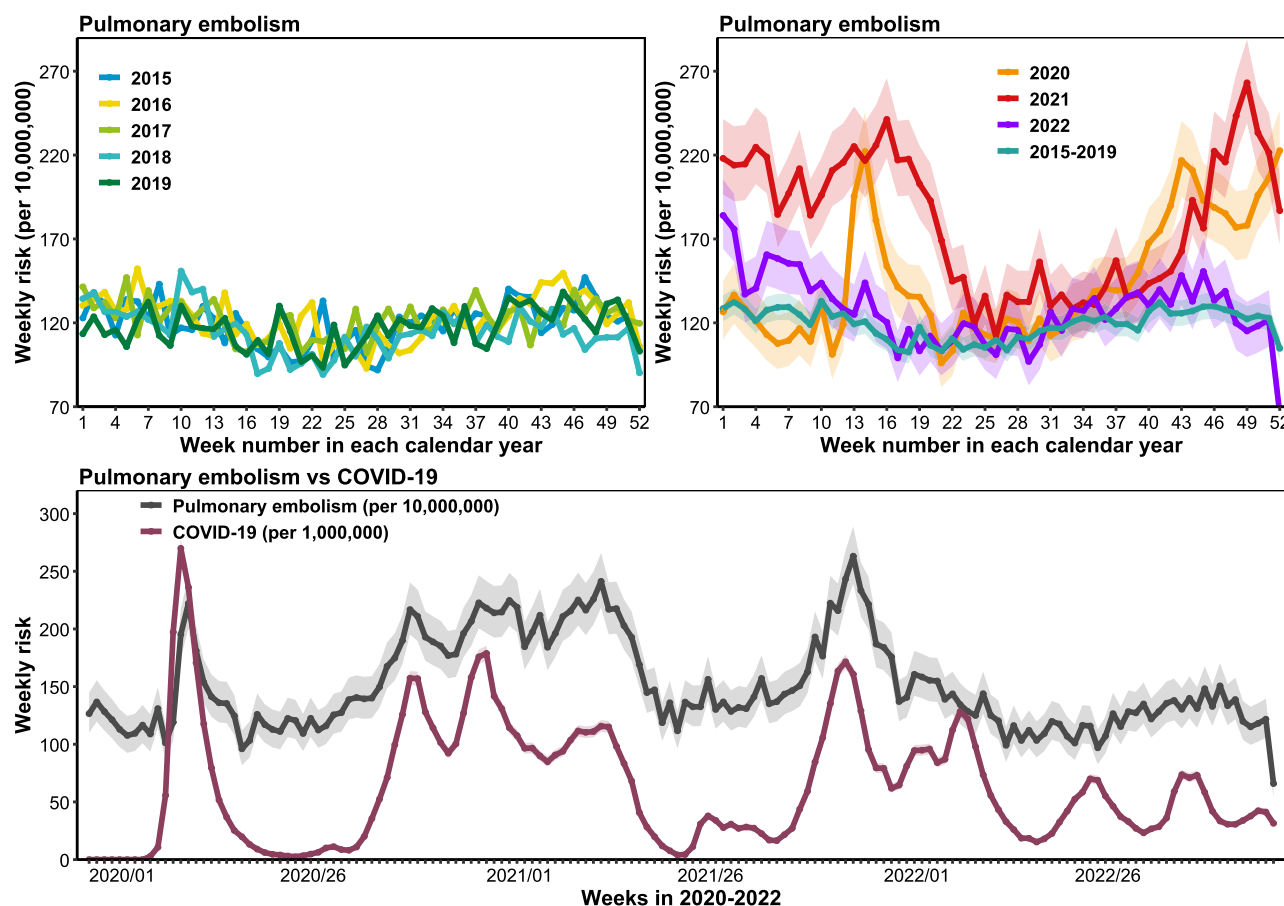 Pulmonary embolism
Weekly risk (per 10,000,000)
270
220
170
120
70
2015
2016
2017
2018
2019
1 4 7 10 13 16 19 22 25 28 31 34 37 40 43 46 49 52
Week number in each calendar year
Pulmonary embolism
Weekly risk (per 10,000,000)
270
220
170
120
70
2020
2021
2022
2015-2019
1 4 7 10 13 16 19 22 25 28 31 34 37 40 43 46 49 52
Week number in each calendar year
Pulmonary embolism vs COVID-19
Weekly risk
300
250
200
150
100
50
0
Pulmonary embolism (per 10,000,000)
COVID-19 (per 1,000,000)
2020/01 2020/26 2021/01 2021/26 2022/01 2022/26
Weeks in 2020-2022